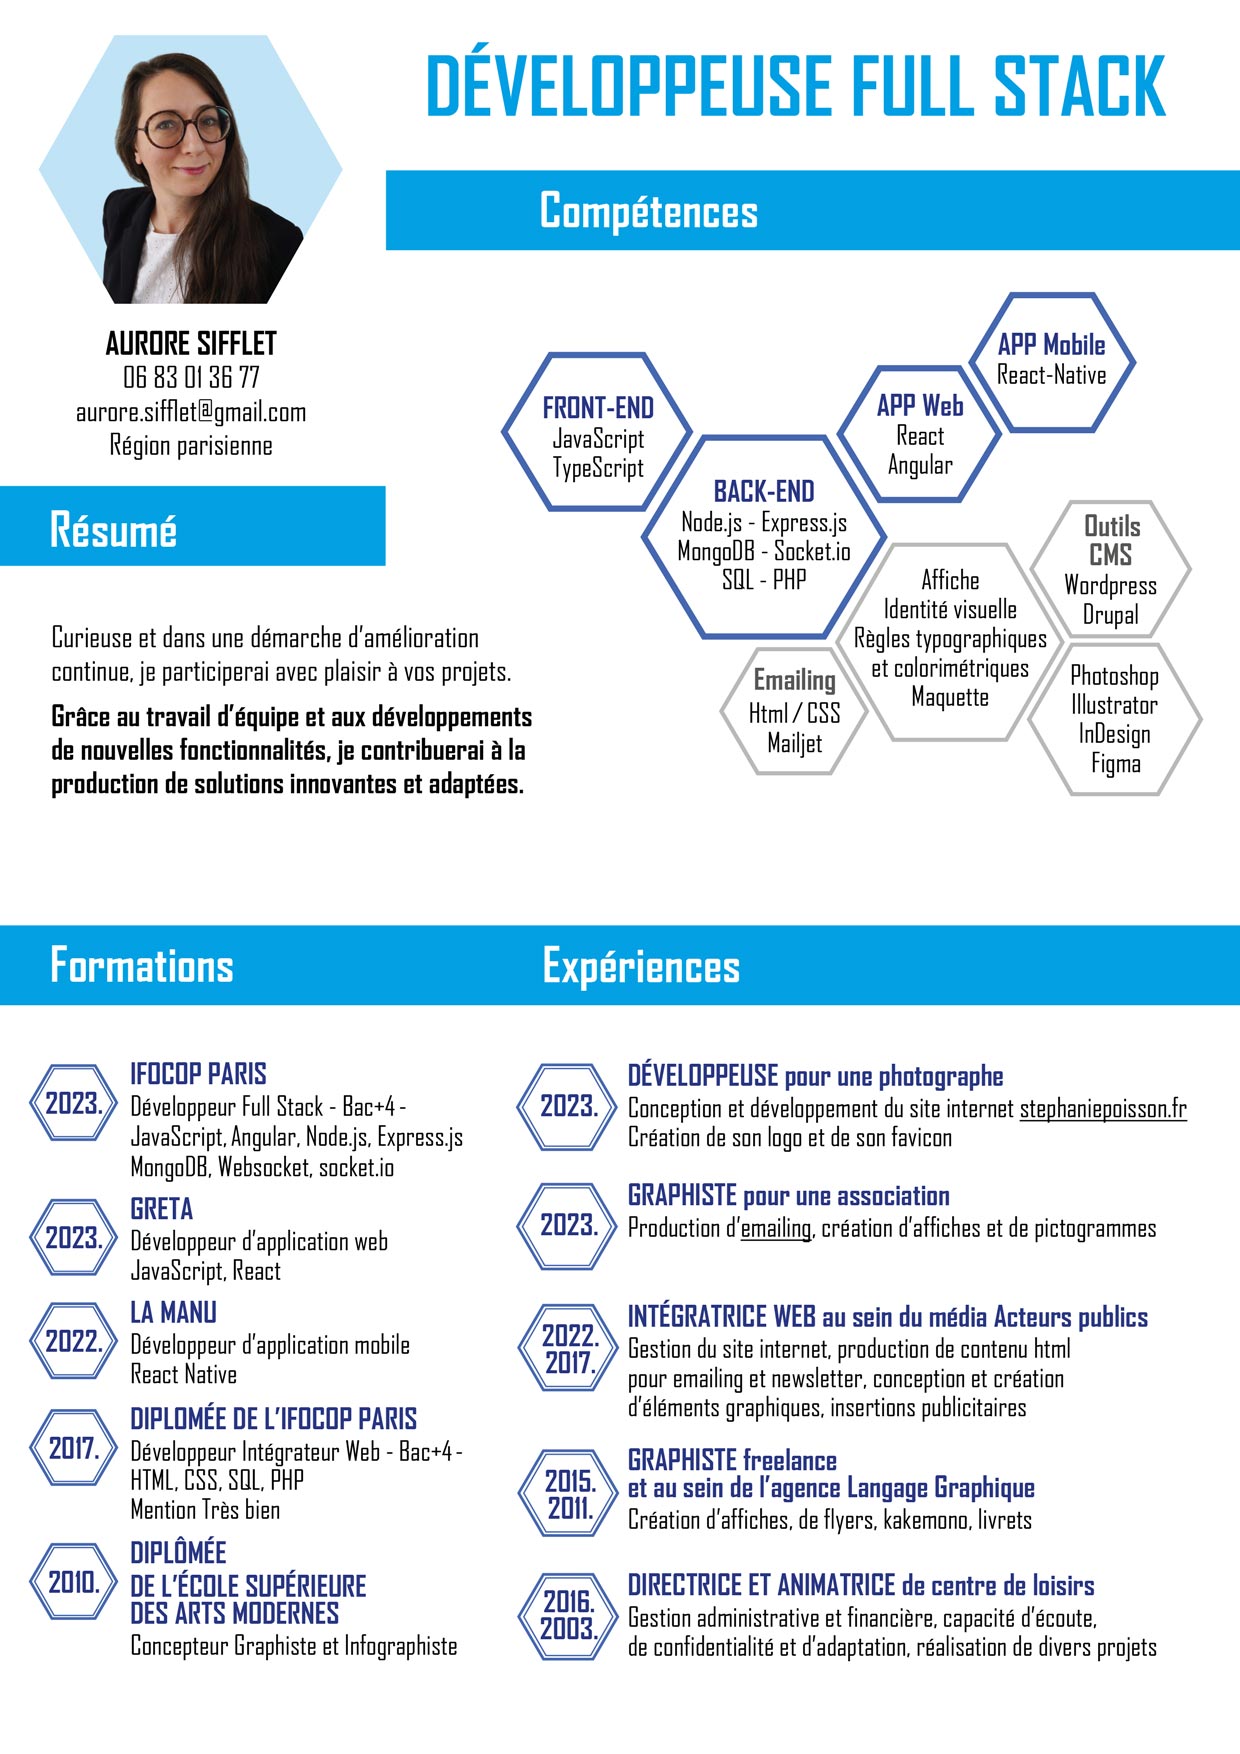 DÉVELOPPEUSE FULL STACK
AURORE SIFFLET
06 83 01 36 77
aurore.sifflet@gmail.com
Région parisienne
Compétences
FRONT-END
JavaScript
TypeScript
BACK-END
Node.js - Express.js
MongoDB - Socket.io
SQL - PHP
APP Web
React
Angular
APP Mobile
React-Native
Emailing
Html / CSS
Mailjet
Affiche
Identité visuelle
Règles typographiques
et colorimétriques
Maquette
Outils
CMS
Wordpress
Drupal
Photoshop
Illustrator
InDesign
Figma
Résumé
Curieuse et dans une démarche d’amélioration
continue, je participerai avec plaisir à vos projets.
Grâce au travail d’équipe et aux développements
de nouvelles fonctionnalités, je contribuerai à la
production de solutions innovantes et adaptées.
Formations
2023.
IFOCOP PARIS
Développeur Full Stack - Bac+4 -
JavaScript, Angular, Node.js, Express.js
MongoDB, Websocket, socket.io
2023.
GRETA
Développeur d’application web
JavaScript, React
2022.
LA MANU
Développeur d’application mobile
React Native
2017.
DIPLOMÉE DE L’IFOCOP PARIS
Développeur Intégrateur Web - Bac+4 -
HTML, CSS, SQL, PHP
Mention Très bien
2010.
DIPLÔMÉE
DE L’ÉCOLE SUPÉRIEURE
DES ARTS MODERNES
Concepteur Graphiste et Infographiste
Expériences
2023.
DÉVELOPPEUSE pour une photographe
Conception et développement du site internet stephaniepoisson.fr
Création de son logo et de son favicon
2023.
GRAPHISTE pour une association
Production d’emailing, création d’affiches et de pictogrammes
2022.
2017.
INTÉGRATRICE WEB au sein du média Acteurs publics
Gestion du site internet, production de contenu html
pour emailing et newsletter, conception et création
d’éléments graphiques, insertions publicitaires
2015.
2011.
GRAPHISTE freelance
et au sein de l’agence Langage Graphique
Création d’affiches, de flyers, kakemono, livrets
2016.
2003.
DIRECTRICE ET ANIMATRICE de centre de loisirs
Gestion administrative et financière, capacité d’écoute,
de confidentialité et d’adaptation, réalisation de divers projets